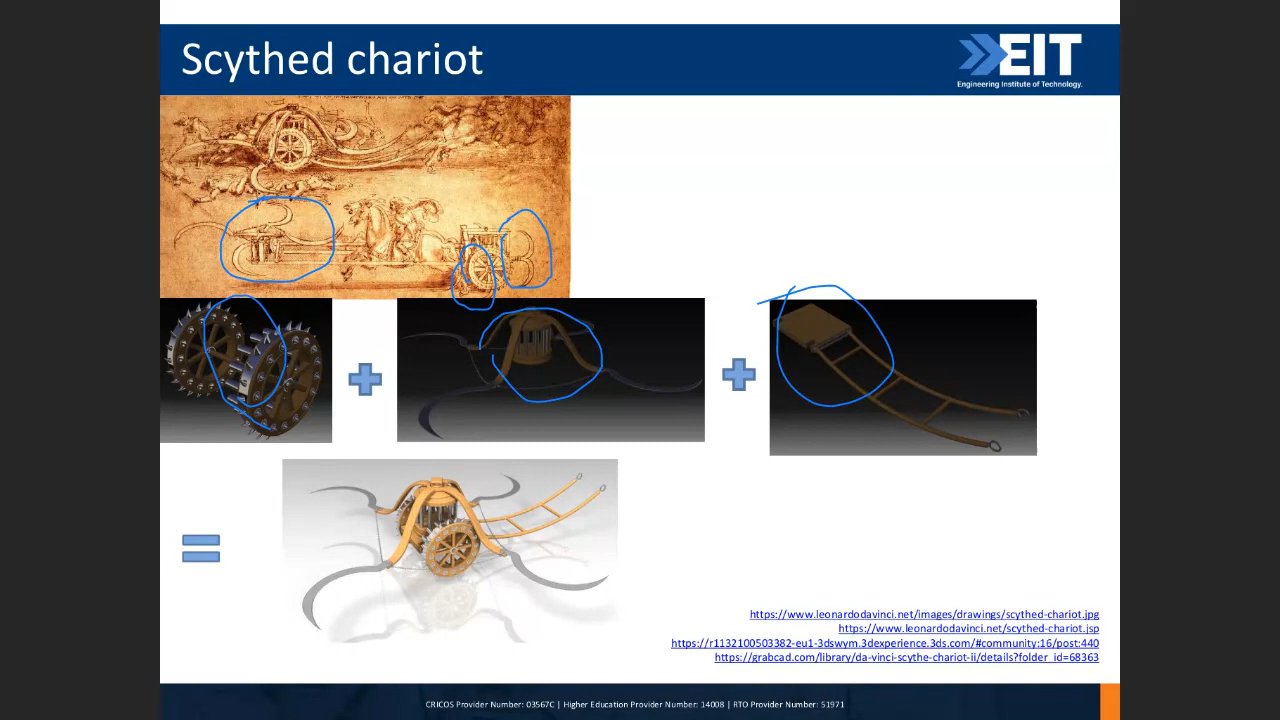 Scythed chariot
EIT
Engineering Institute of Technology.
https://www.leonardodavinci.net/images/drawings/scythed-chariot.jpg
https://www.leonardodavinci.net/scythed-chariot.jsp
https://r1132100503382-eu1-3dswym.3dexperience.3ds.com/#community:16/post:440
https://grabcad.com/library/da-vinci-scythe-chariot-ii/details?folder_id=68363
CRICOS Provider Number: 03567C | Higher Education Provider Number: 14008 | RTO Provider Number: 51971